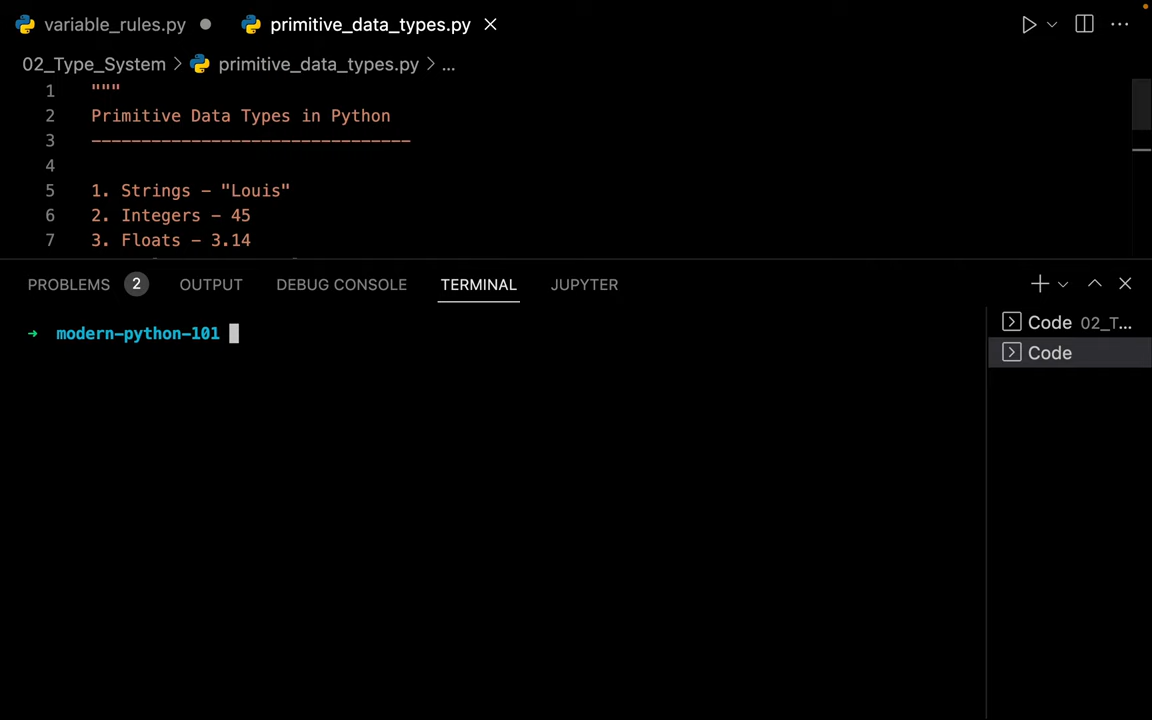 variable_rules.py primitive_data_types.py
02_Type_System > primitive_data_types.py > ...
1 """
2 Primitive Data Types in Python
3 --------------------------------
4
5 1. Strings - "Louis"
6 2. Integers - 45
7 3. Floats - 3.14
PROBLEMS 2 OUTPUT DEBUG CONSOLE TERMINAL JUPYTER
→ modern-python-101
Code 02_T...
Code